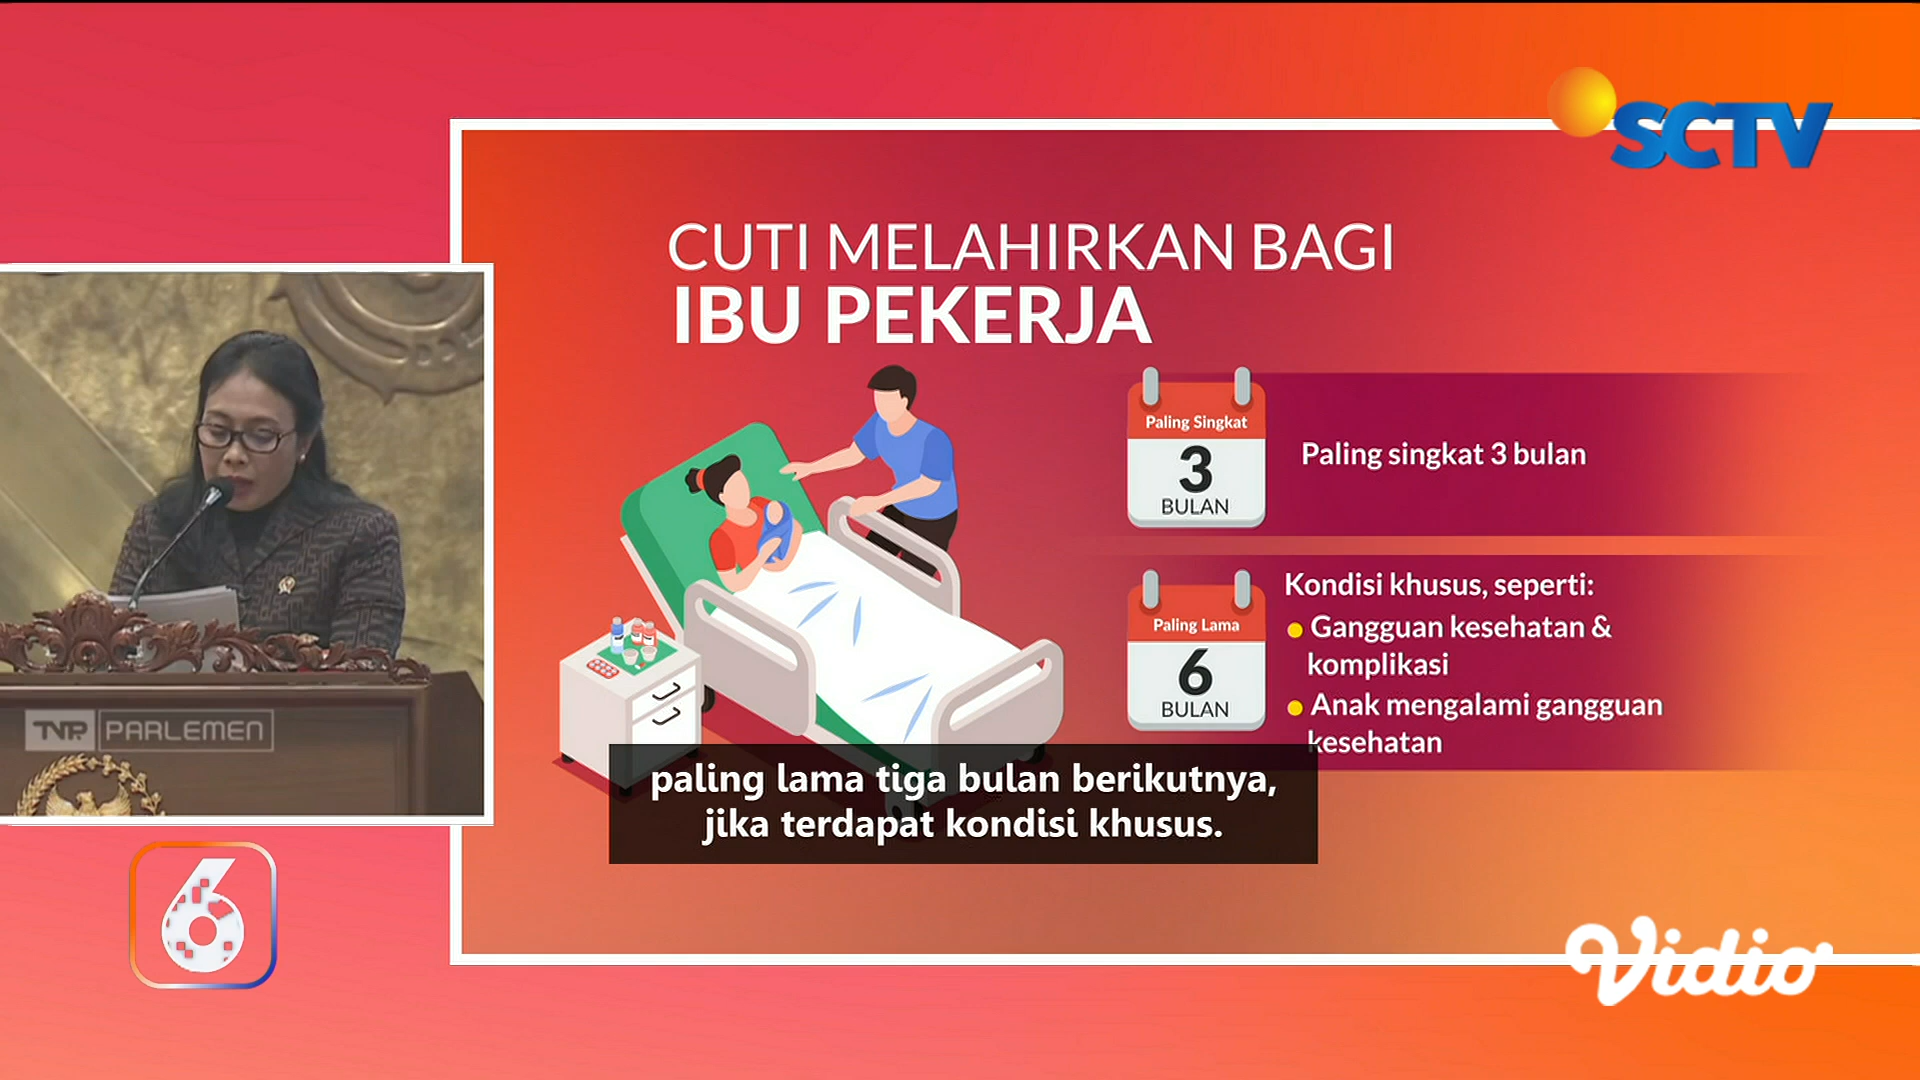 SCTV
CUTI MELAHIRKAN BAGI
IBU PEKERJA
Paling Singkat
3
BULAN
Paling singkat 3 bulan
Paling Lama
6
BULAN
Kondisi khusus, seperti:
Gangguan kesehatan &
komplikasi
Anak mengalami gangguan
kesehatan
TVP PARLEMEN
paling lama tiga bulan berikutnya,
jika terdapat kondisi khusus.
6
Vidio